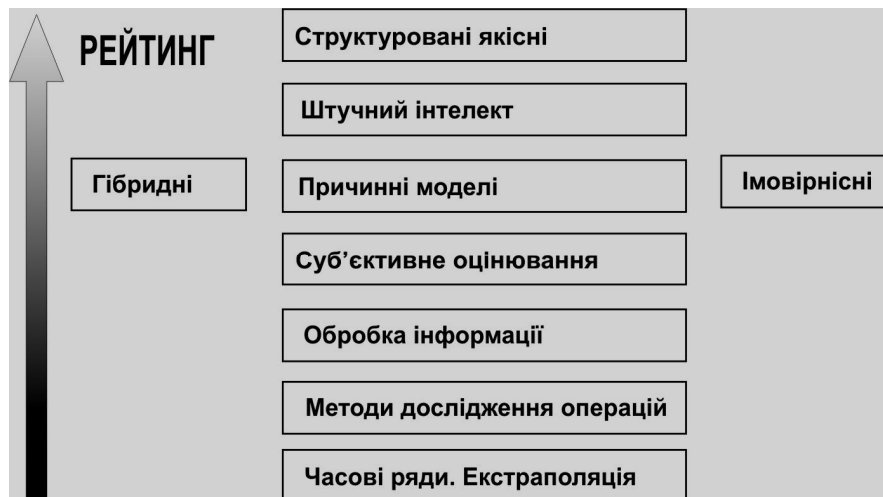 РЕЙТИНГ
Структуровані якісні
Штучний інтелект
Гібридні
Причинні моделі
Імовірнісні
Суб’єктивне оцінювання
Обробка інформації
Методи дослідження операцій
Часові ряди. Екстраполяція